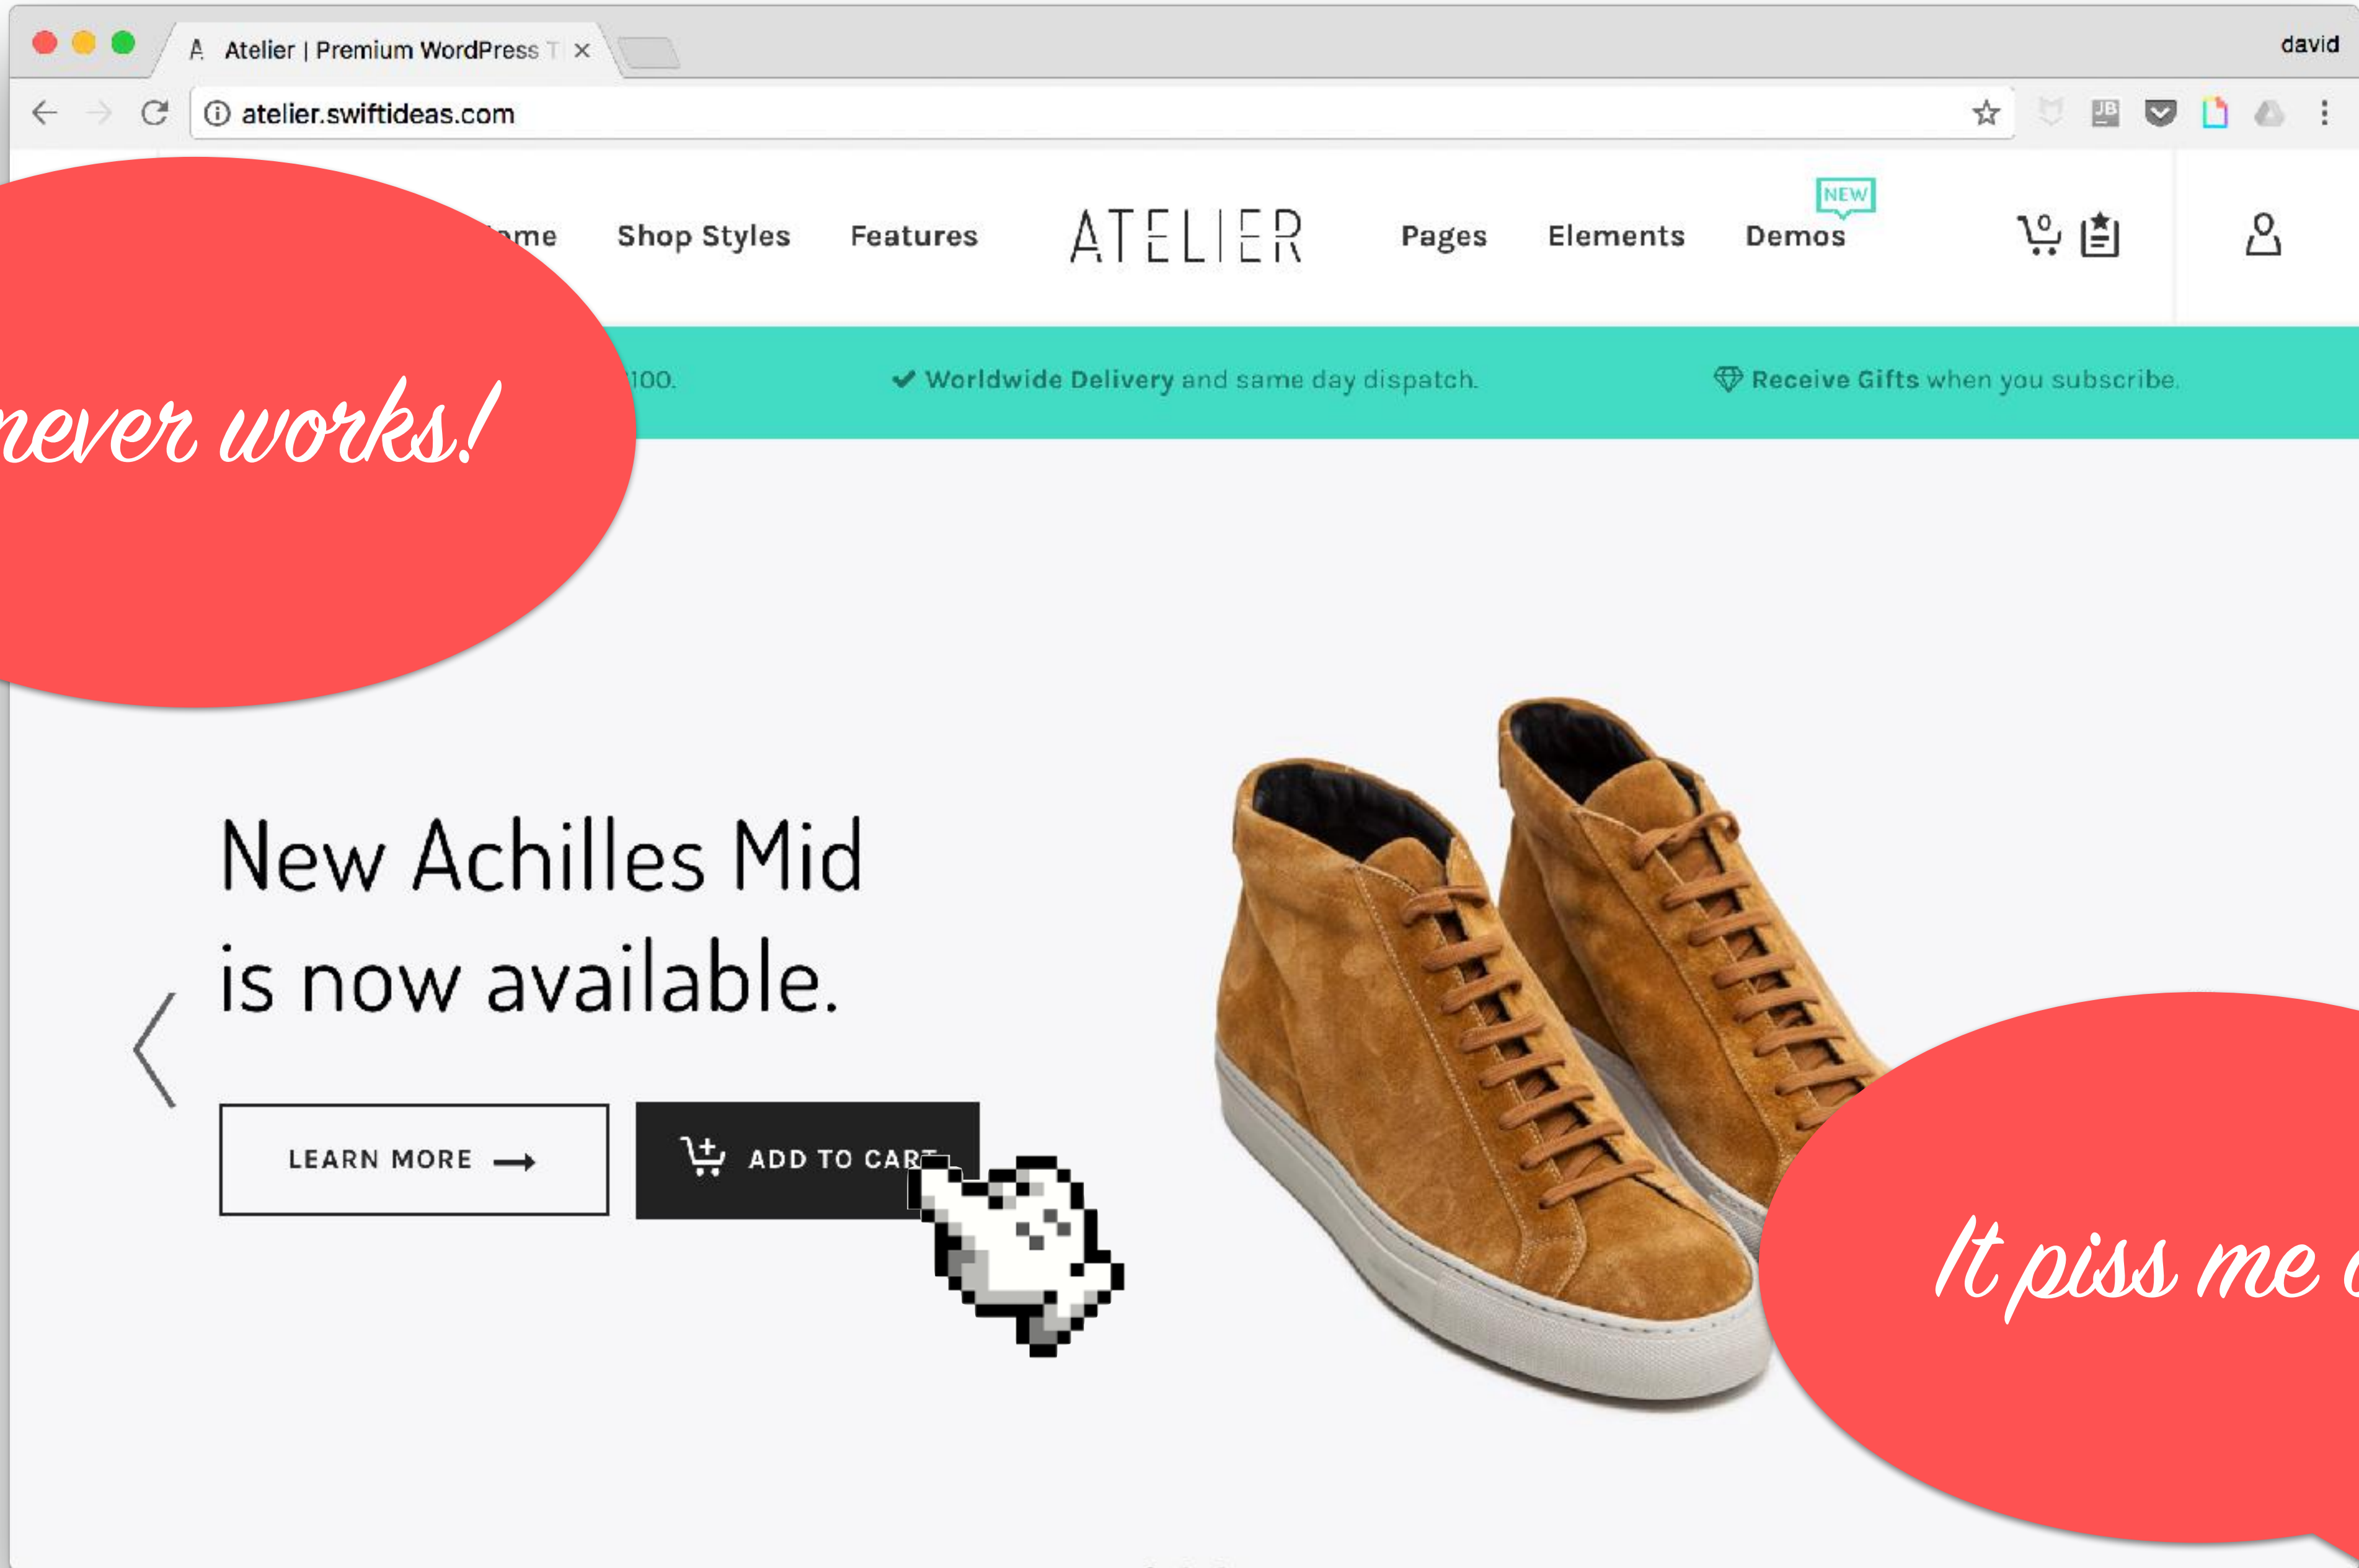 Atelier | Premium WordPress T
david
atelier.swiftideas.com
JB
Shop Styles
Features
ATELIER
Pages
Elements
NEW
Demos
0
100.
Worldwide Delivery and same day dispatch.
Receive Gifts when you subscribe.
never works!
New Achilles Mid
is now available.
LEARN MORE
ADD TO CART
It piss me